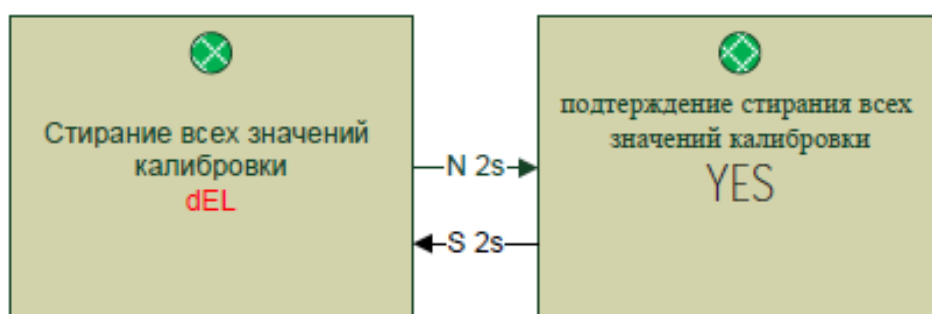 Стирание всех значений
калибровки
dEL
N 2s
S 2s
подтерждение стирания всех
значений калибровки
YES